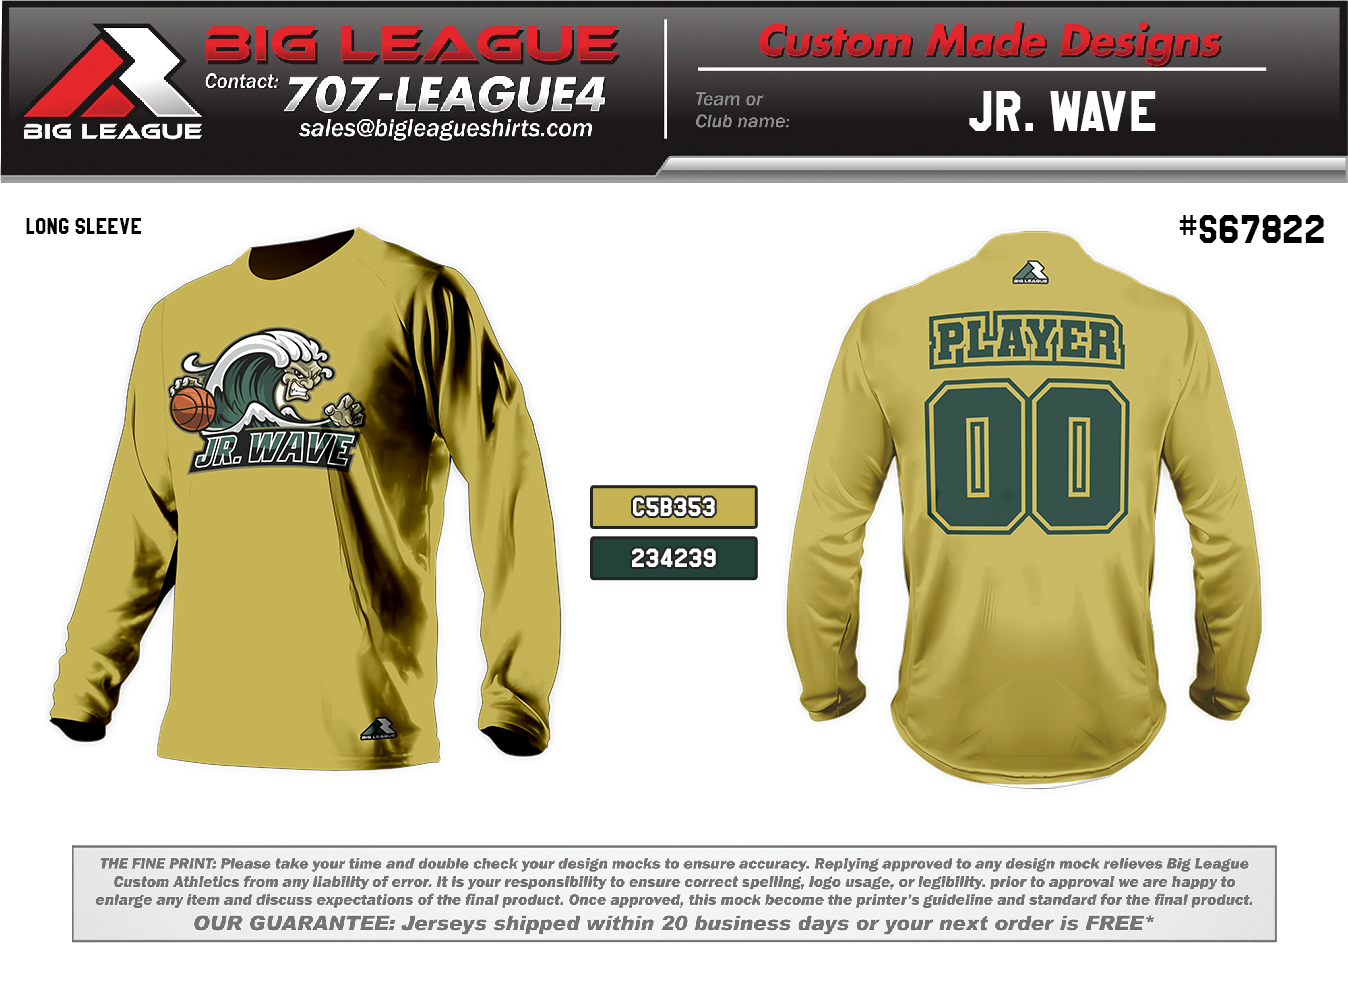 BIG LEAGUE
BIG LEAGUE
Contact: 707-LEAGUE4
sales@bigleagueshirts.com
Custom Made Designs
Team or
Club name:
JR. WAVE
LONG SLEEVE
#S67822
JR. WAVE
BIG LEAGUE
BIG LEAGUE
PLAYER
00
C5B353
234239
THE FINE PRINT: Please take your time and double check your design mocks to ensure accuracy. Replying approved to any design mock relieves Big League
Custom Athletics from any liability of error. it is your responsibility to ensure correct spelling, logo usage, or legibility. prior to approval we are happy to
enlarge any item and discuss expectations of the final product. Once approved, this mock become the printer's guideline and standard for the final product.
OUR GUARANTEE: Jerseys shipped within 20 business days or your next order is FREE*